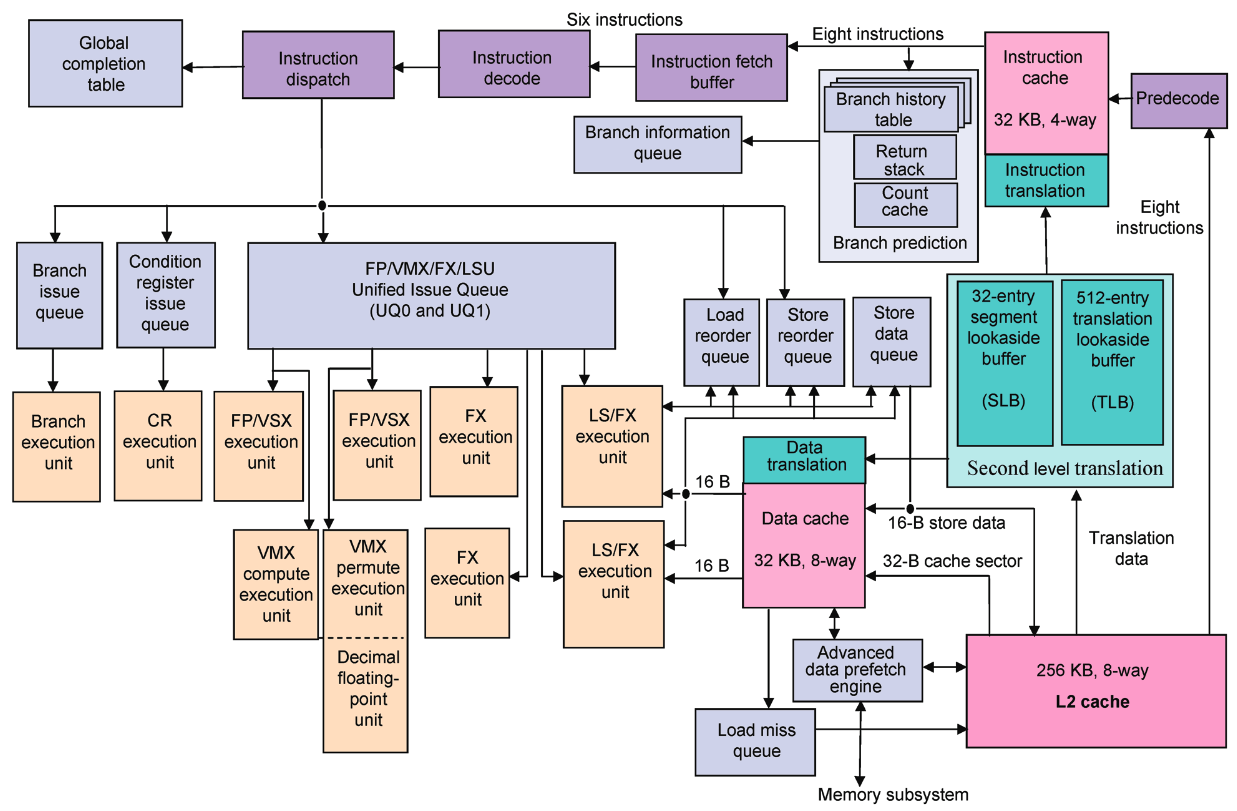 Six instructions
Eight instructions
Global
completion
table
Instruction
dispatch
Instruction
decode
Instruction fetch
buffer
Instruction
cache
32 KB, 4-way
Predecode
Branch history
table
Branch information
queue
Return
stack
Count
cache
Branch prediction
Instruction
translation
Eight
instructions
Branch
issue
queue
Condition
register
issue
queue
FP/VMX/FX/LSU
Unified Issue Queue
(UQ0 and UQ1)
Load
reorder
queue
Store
reorder
queue
Store
data
queue
32-entry
segment
lookaside
buffer
(SLB)
512-entry
translation
lookaside
buffer
(TLB)
Second level translation
Branch
execution
unit
CR
execution
unit
FP/VSX
execution
unit
FP/VSX
execution
unit
FX
execution
unit
LS/FX
execution
unit
Data
translation
16 B
Data cache
32 KB, 8-way
16-B store data
32-B cache sector
Translation
data
VMX
compute
execution
unit
VMX
permute
execution
unit
FX
execution
unit
LS/FX
execution
unit
16 B
Decimal
floating-
point
unit
Advanced
data prefetch
engine
256 KB, 8-way
L2 cache
Load miss
queue
Memory subsystem